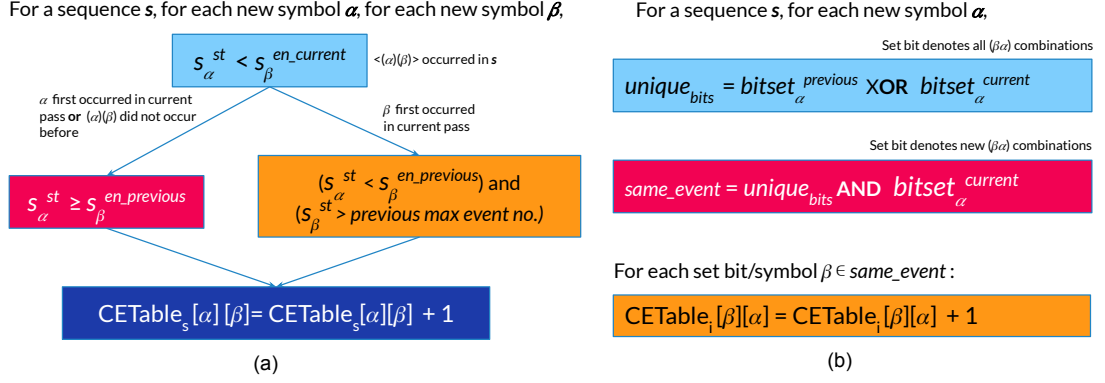 For a sequence s, for each new symbol α, for each new symbol β,
s_α^st < s_β^en_current
<(α)(β)> occurred in s
α first occurred in current
pass or (α)(β) did not occur
before
β first occurred
in current pass
s_α^st ≥ s_β^en_previous
(s_α^st < s_β^en_previous) and
(s_β^st > previous max event no.)
CETable_s[α][β]= CETable_s[α][β] + 1
(a)
For a sequence s, for each new symbol α,
Set bit denotes all (βα) combinations
unique_bits = bitset_α^previous XOR bitset_α^current
Set bit denotes new (βα) combinations
same_event = unique_bits AND bitset_α^current
For each set bit/symbol β ∈ same_event :
CETable_i[β][α] = CETable_i[β][α] + 1
(b)